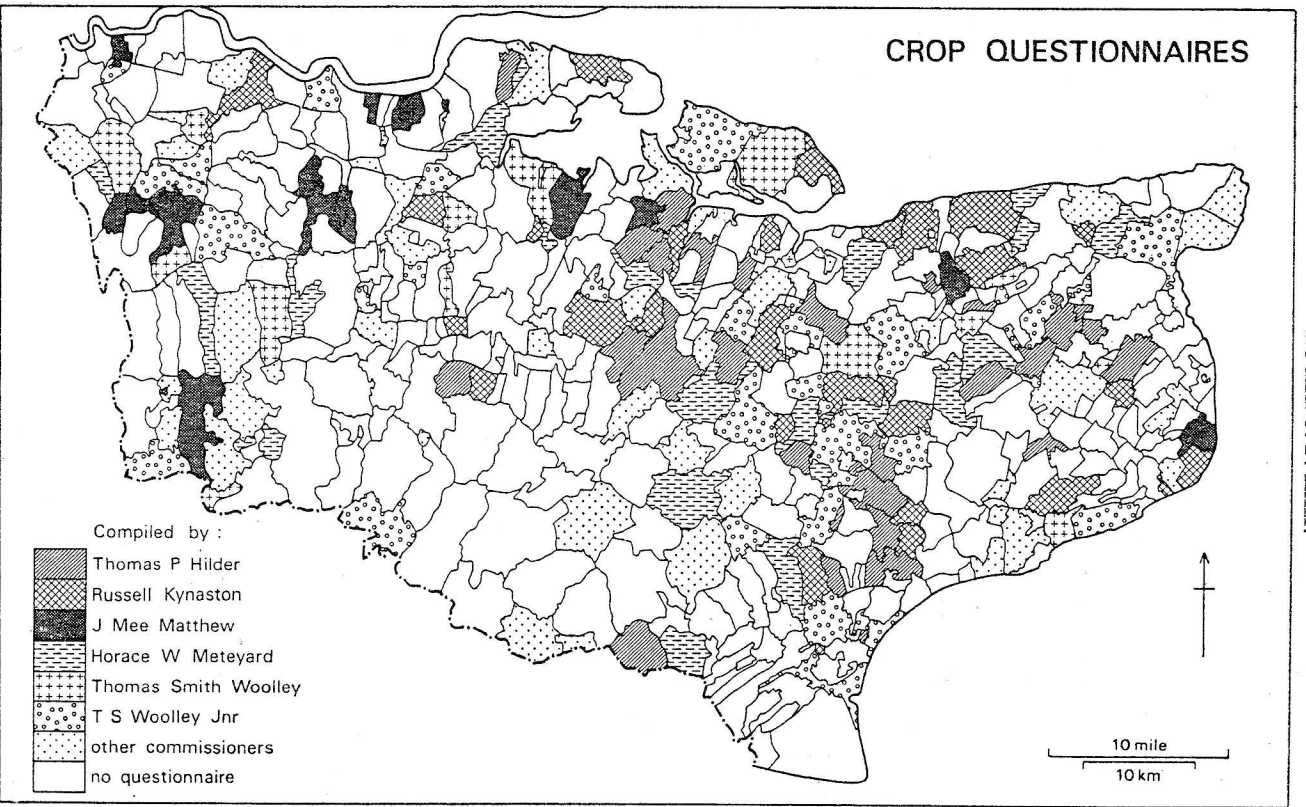 CROP QUESTIONNAIRES
Compiled by :
Thomas P Hilder
Russell Kynaston
J Mee Matthew
Horace W Meteyard
Thomas Smith Woolley
T S Woolley Jnr
other commissioners
no questionnaire
10 mile
10 km